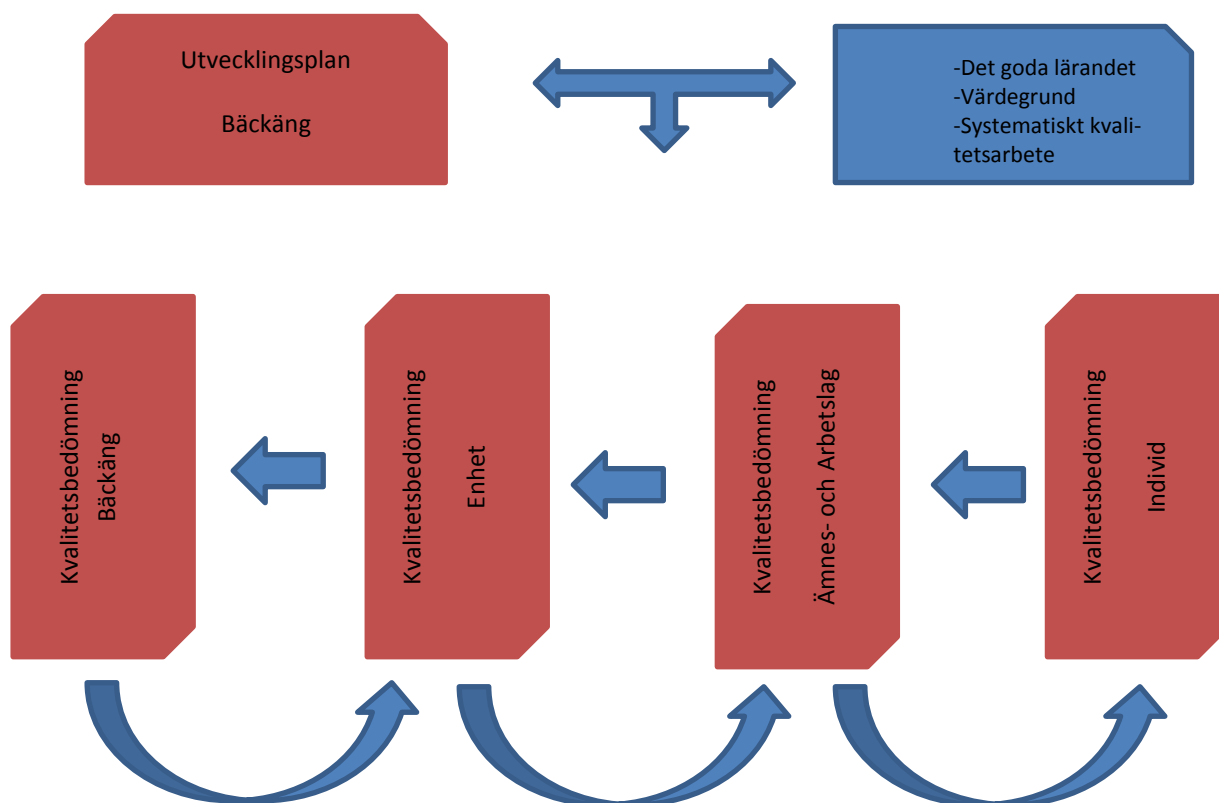 Utvecklingsplan
Bäckäng
-Det goda lärandet
-Värdegrund
-Systematiskt kvali-
tetsarbete
Kvalitetsbedömning
Bäckäng
Kvalitetsbedömning
Enhet
Kvalitetsbedömning
Ämnes- och Arbetslag
Kvalitetsbedömning
Individ